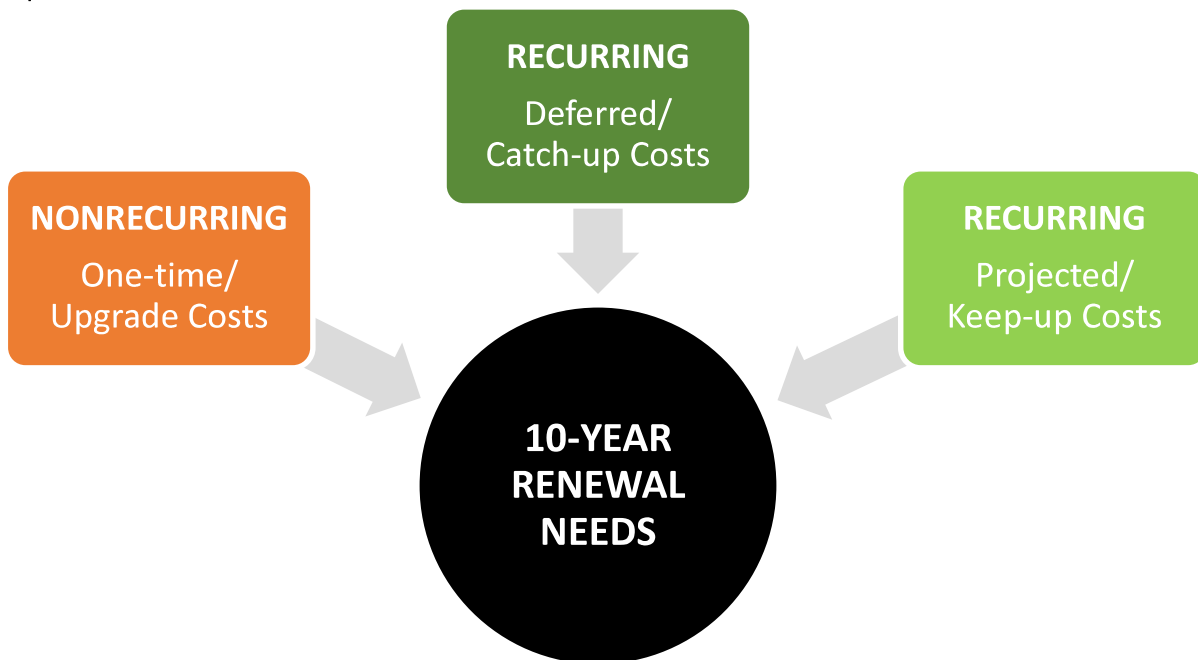 RECURRING
Deferred/
Catch-up Costs
NONRECURRING
One-time/
Upgrade Costs
RECURRING
Projected/
Keep-up Costs
10-YEAR
RENEWAL
NEEDS